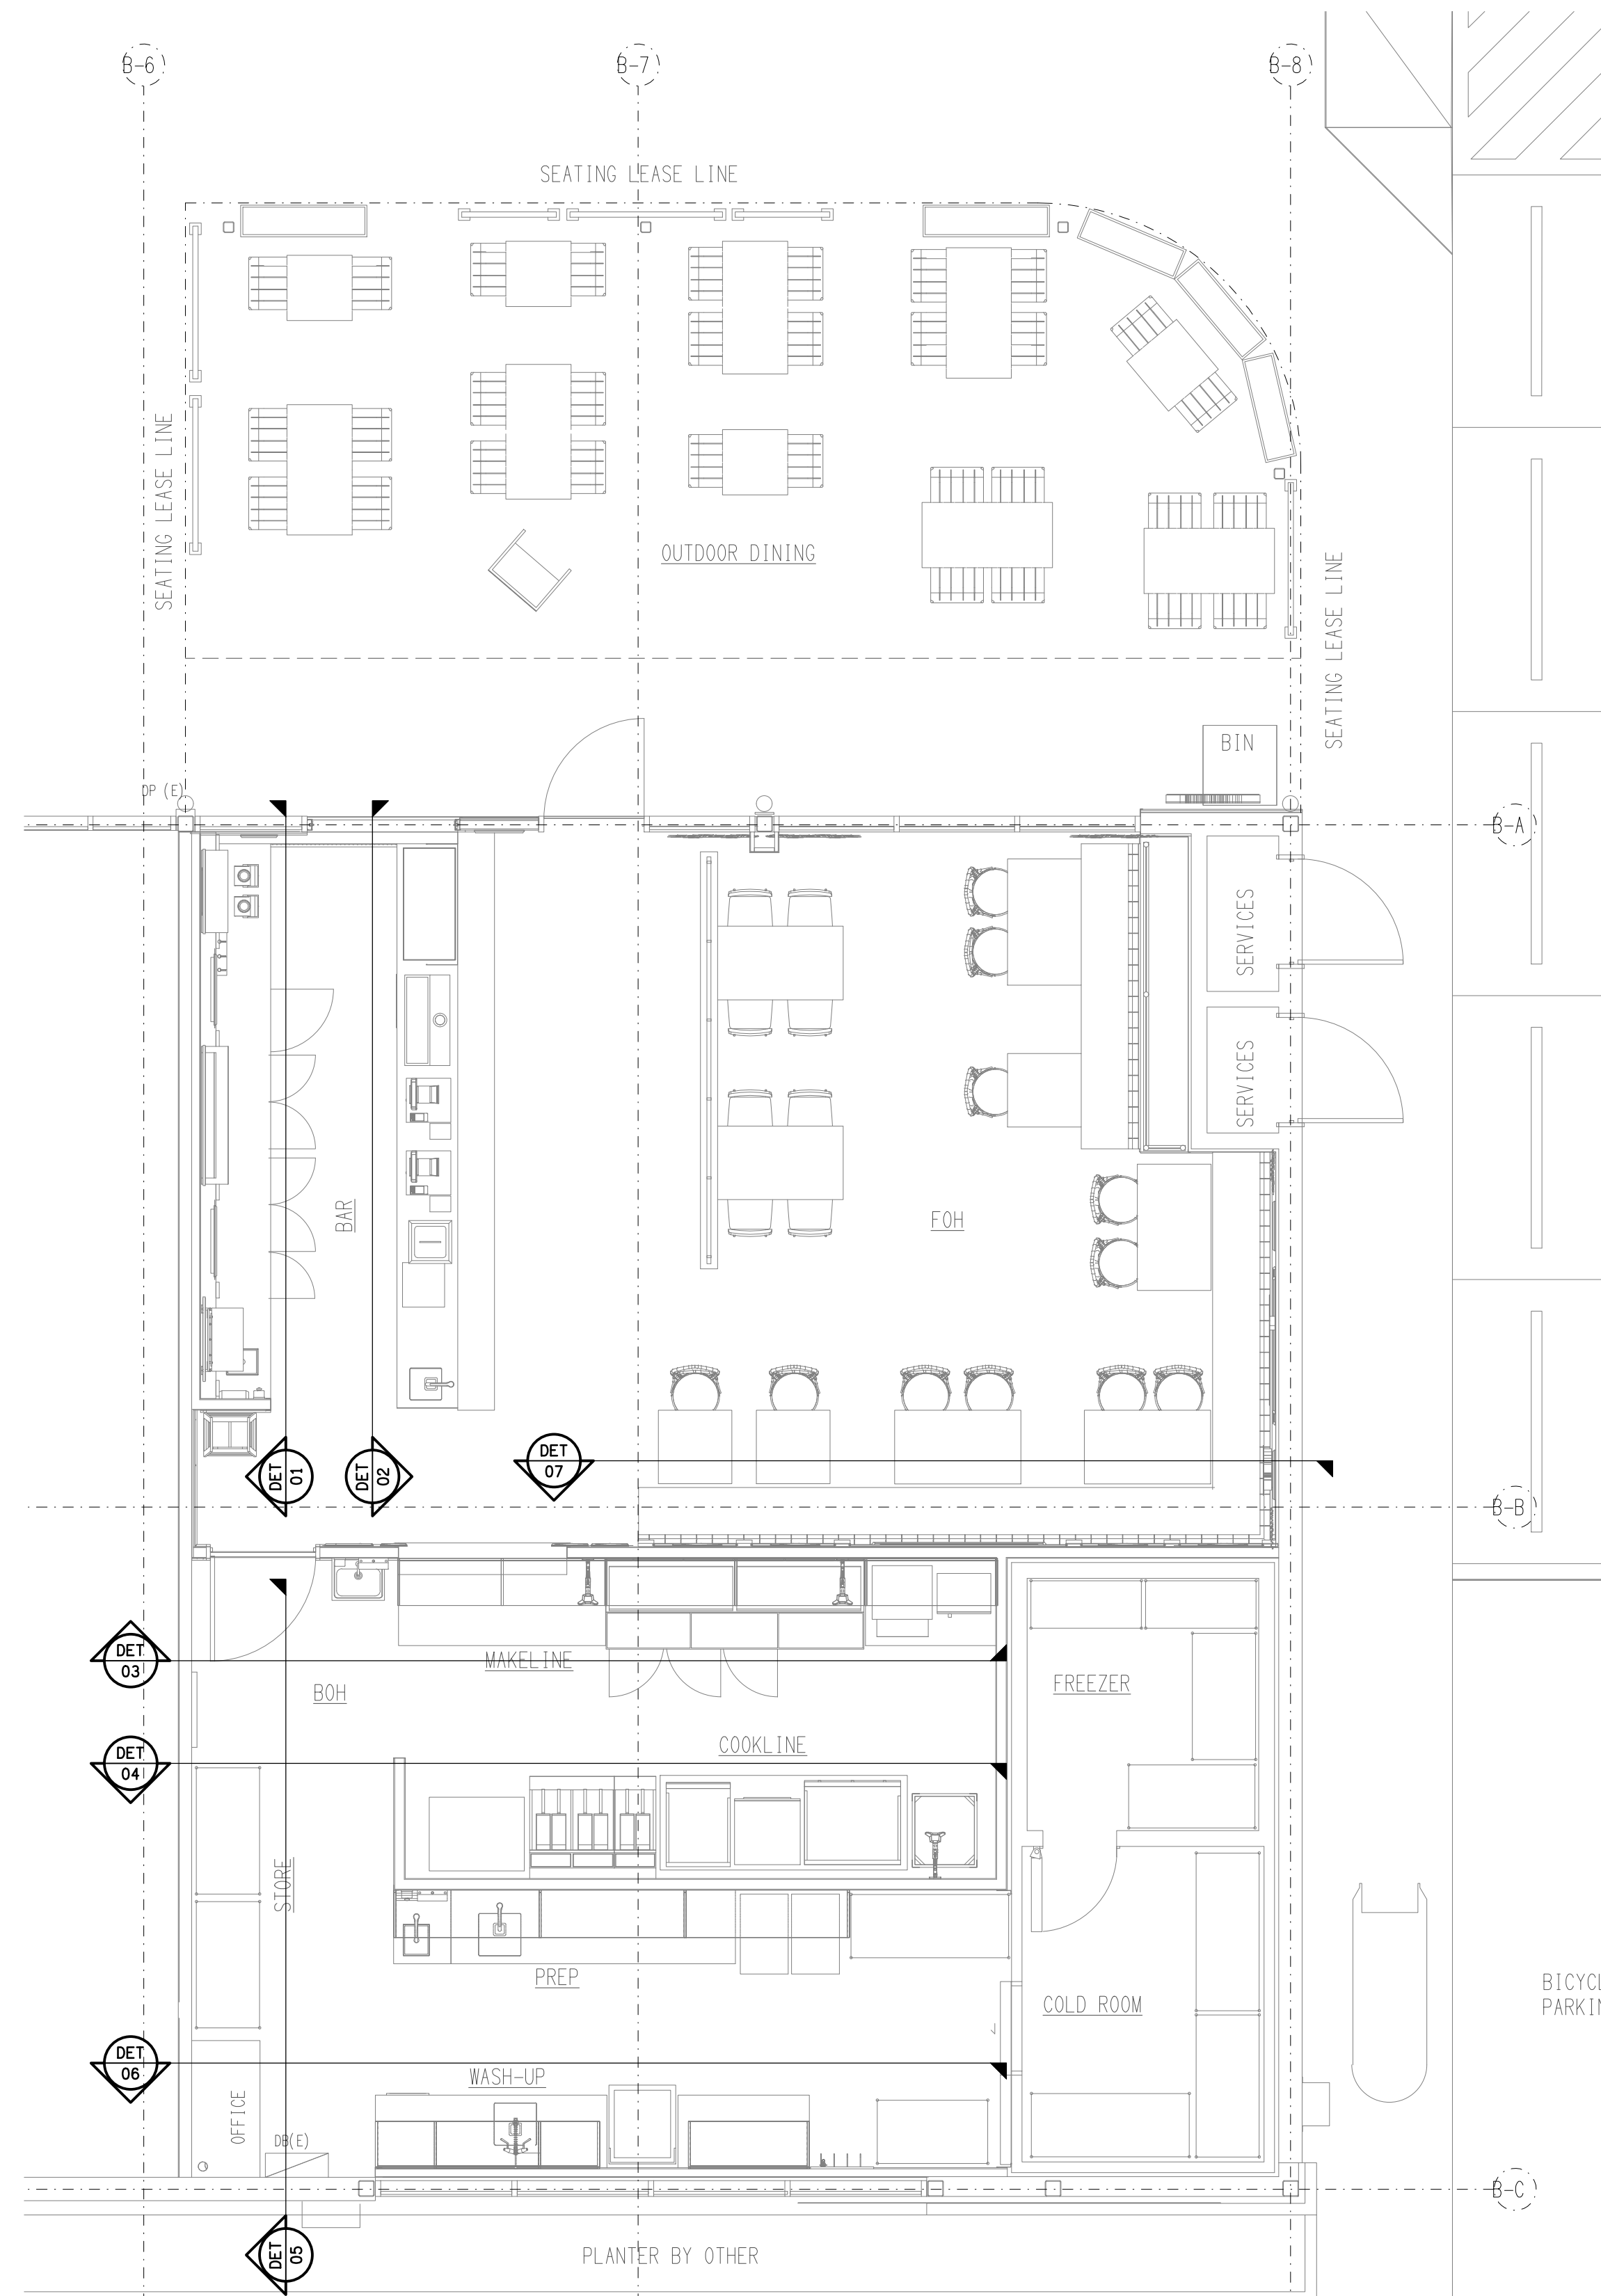 B-6
B-7
B-8
SEATING LEASE LINE
SEATING LEASE LINE
OUTDOOR DINING
SEATING LEASE LINE
BIN
DP (E)
B-A
SERVICES
SERVICES
BAR
FOH
DET
01
DET
02
DET
07
B-B
DET
03
MAKELINE
BOH
FREEZER
COOKLINE
DET
04
STORE
PREP
COLD ROOM
BICYCL
PARKIN
DET
06
WASH-UP
OFFICE
DB(E)
B-C
DET
05
PLANTER BY OTHER